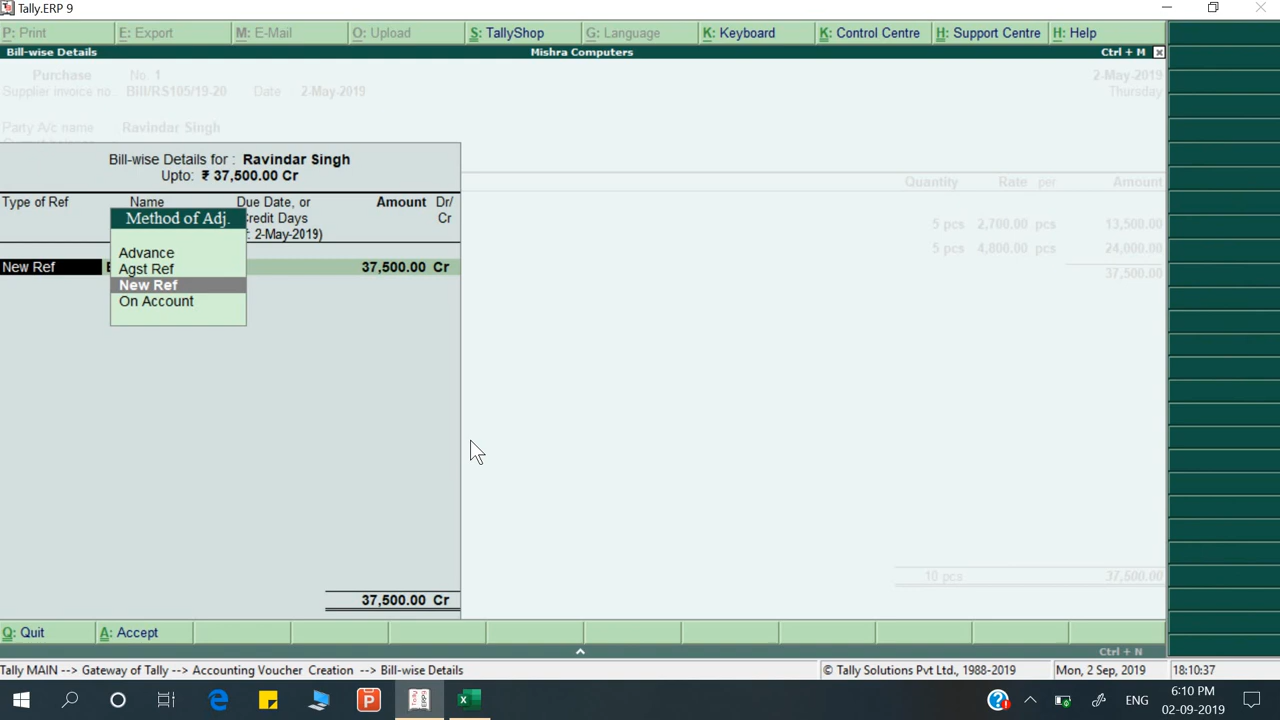 Tally.ERP 9
P: Print E: Export M: E-Mail O: Upload S: TallyShop G: Language K: Keyboard K: Control Centre H: Support Centre H: Help
Bill-wise Details Mishra Computers Ctrl + M
Purchase No. 1 2-May-2019
Supplier invoice no.. Bill/RS105/19-20 Date 2-May-2019 Thursday
Party A/c name Ravindar Singh
Bill-wise Details for : Ravindar Singh
Upto: ₹ 37,500.00 Cr
Quantity Rate per Amount
Type of Ref Name Due Date, or Amount Dr/
Method of Adj. Credit Days Cr
: 2-May-2019)
5 pcs 2,700.00 pcs 13,500.00
5 pcs 4,800.00 pcs 24,000.00
37,500.00
Advance
New Ref 37,500.00 Cr
Agst Ref
New Ref
On Account
10 pcs 37,500.00
37,500.00 Cr
Q: Quit A: Accept
Ctrl + N
Tally MAIN --> Gateway of Tally --> Accounting Voucher Creation --> Bill-wise Details © Tally Solutions Pvt Ltd., 1988-2019 Mon, 2 Sep, 2019 18:10:37
ENG 6:10 PM
02-09-2019